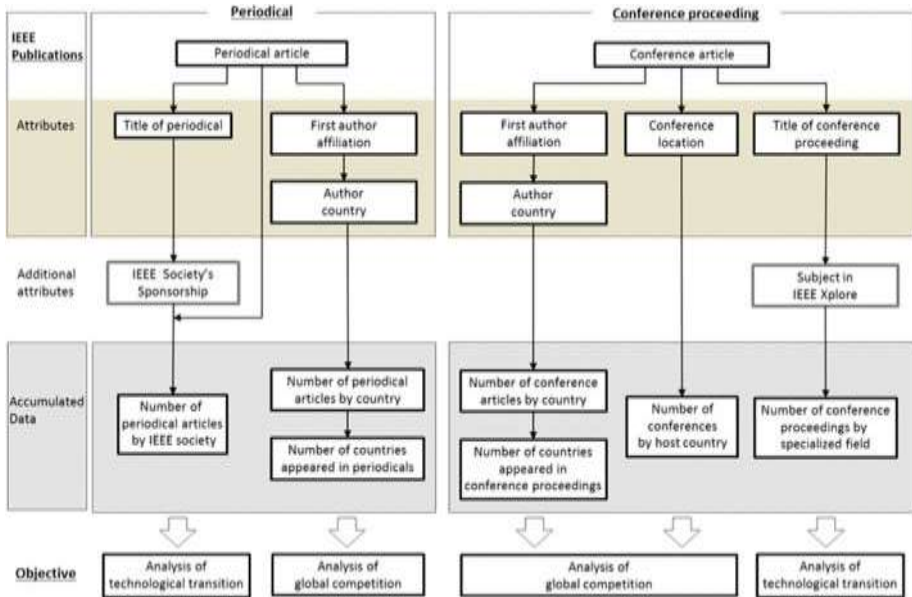 Periodical
Conference proceeding
IEEE
Publications
Periodical article
Conference article
Attributes
Title of periodical
First author
affiliation
Author
country
First author
affiliation
Conference
location
Title of conference
proceeding
Author
country
Additional
attributes
IEEE Society's
Sponsorship
Subject in
IEEE Xplore
Accumulated
Data
Number of
periodical articles
by IEEE society
Number of periodical
articles by country
Number of countries
appeared in periodicals
Number of conference
articles by country
Number of countries
appeared in
conference proceedings
Number of
conferences
by host country
Number of conference
proceedings by
specialized field
Objective
Analysis of
technological transition
Analysis of
global competition
Analysis of
global competition
Analysis of
technological transition